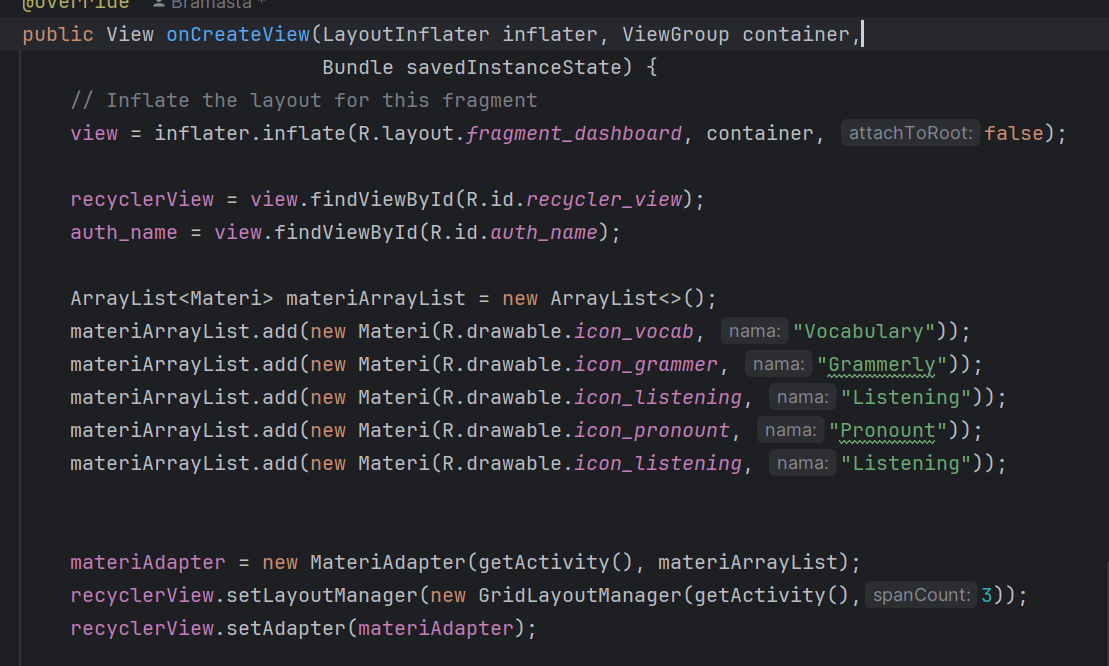 @Override Bramasta *
public View onCreateView(LayoutInflater inflater, ViewGroup container,
Bundle savedInstanceState) {
// Inflate the layout for this fragment
view = inflater.inflate(R.layout.fragment_dashboard, container, attachToRoot: false);
recyclerView = view.findViewById(R.id.recycler_view);
auth_name = view.findViewById(R.id.auth_name);
ArrayList<Materi> materiArrayList = new ArrayList<>();
materiArrayList.add(new Materi(R.drawable.icon_vocab, nama: "Vocabulary"));
materiArrayList.add(new Materi(R.drawable.icon_grammer, nama: "Grammerly"));
materiArrayList.add(new Materi(R.drawable.icon_listening, nama: "Listening"));
materiArrayList.add(new Materi(R.drawable.icon_pronount, nama: "Pronount"));
materiArrayList.add(new Materi(R.drawable.icon_listening, nama: "Listening"));
materiAdapter = new MateriAdapter(getActivity(), materiArrayList);
recyclerView.setLayoutManager(new GridLayoutManager(getActivity(), spanCount: 3));
recyclerView.setAdapter(materiAdapter);